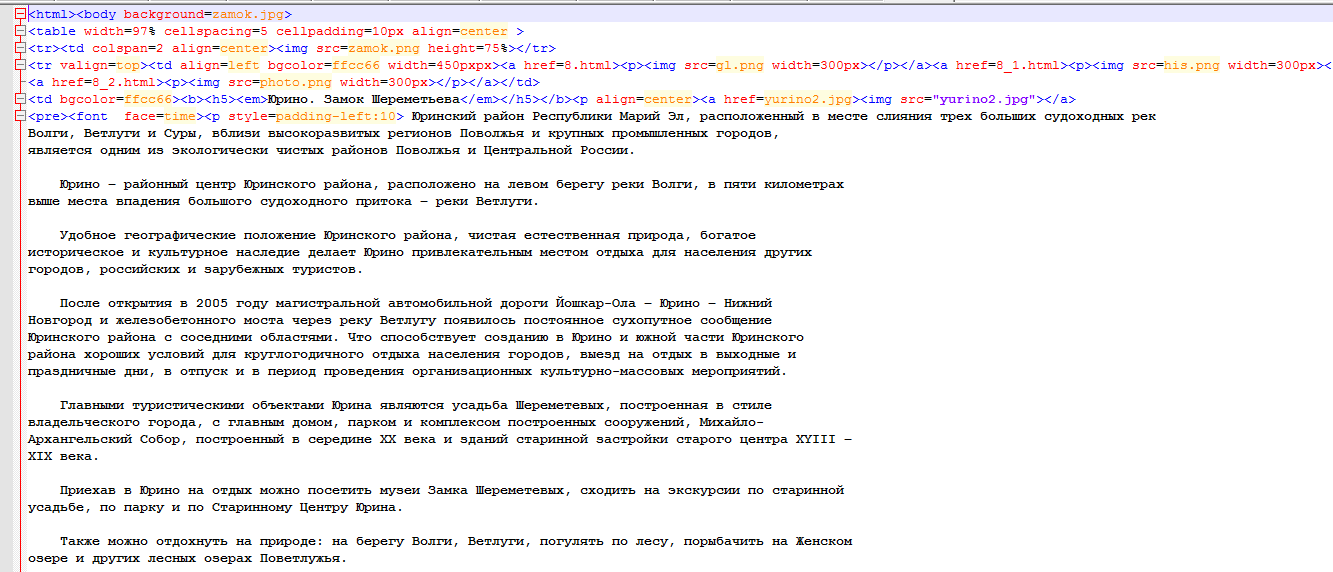 <html><body background=zamok.jpg>
<table width=97% cellspacing=5 cellpadding=10px align=center >
<tr><td colspan=2 align=center><img src=zamok.png height=75%></tr>
<tr valign=top><td align=left bgcolor=ffcc66 width=450pxpx><a href=8.html><p><img src=gl.png width=300px></p></a><a href=8_1.html><p><img src=his.png width=300px><
<a href=8_2.html><p><img src=photo.png width=300px></p></a></td>
<td bgcolor=ffcc66><b><h5><em>Юрино. Замок Шереметьева</em></h5></b><p align=center><a href=yurino2.jpg><img src="yurino2.jpg"></a>
<pre><font  face=time><p style=padding-left:10> Юринский район Республики Марий Эл, расположенный в месте слияния трех больших судоходных рек
Волги, Ветлуги и Суры, вблизи высокоразвитых регионов Поволжья и крупных промышленных городов,
является одним из экологически чистых районов Поволжья и Центральной России.
Юрино – районный центр Юринского района, расположено на левом берегу реки Волги, в пяти километрах
выше места впадения большого судоходного притока – реки Ветлуги.
Удобное географические положение Юринского района, чистая естественная природа, богатое
историческое и культурное наследие делает Юрино привлекательным местом отдыха для населения других
городов, российских и зарубежных туристов.
После открытия в 2005 году магистральной автомобильной дороги Йошкар-Ола – Юрино – Нижний
Новгород и железобетонного моста через реку Ветлугу появилось постоянное сухопутное сообщение
Юринского района с соседними областями. Что способствует созданию в Юрино и южной части Юринского
района хороших условий для круглогодичного отдыха населения городов, выезд на отдых в выходные и
праздничные дни, в отпуск и в период проведения организационных культурно-массовых мероприятий.
Главными туристическими объектами Юрина являются усадьба Шереметевых, построенная в стиле
владельческого города, с главным домом, парком и комплексом построенных сооружений, Михайло-
Архангельский Собор, построенный в середине XX века и зданий старинной застройки старого центра XYIII –
XIX века.
Приехав в Юрино на отдых можно посетить музеи Замка Шереметевых, сходить на экскурсии по старинной
усадьбе, по парку и по Старинному Центру Юрина.
Также можно отдохнуть на природе: на берегу Волги, Ветлуги, погулять по лесу, порыбачить на Женском
озере и других лесных озерах Поветлужья.